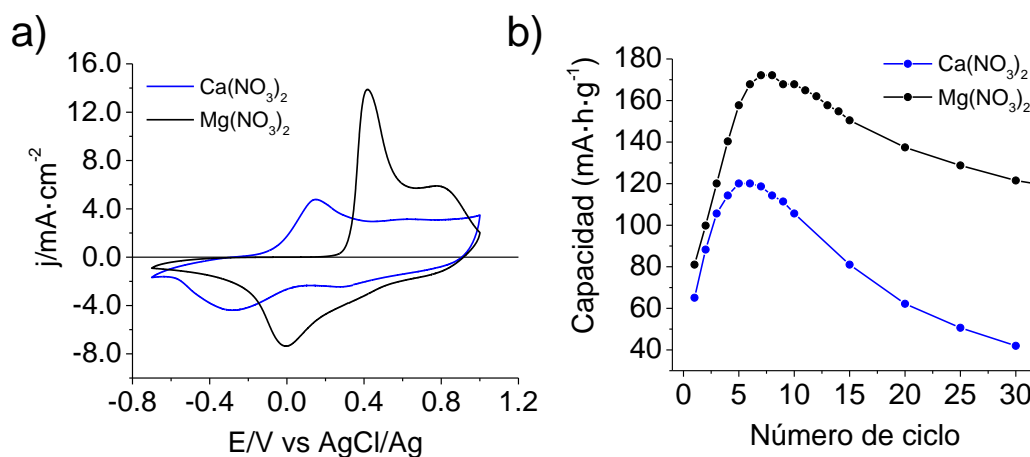 a)
16.0
12.0
8.0
4.0
0.0
-4.0
-8.0
j/mA·cm⁻²
Ca(NO₃)₂
Mg(NO₃)₂
-0.8 -0.4 0.0 0.4 0.8 1.2
E/V vs AgCl/Ag
b)
180
160
140
120
100
80
60
40
Capacidad (mA·h·g⁻¹)
Ca(NO₃)₂
Mg(NO₃)₂
0 5 10 15 20 25 30
Número de ciclo